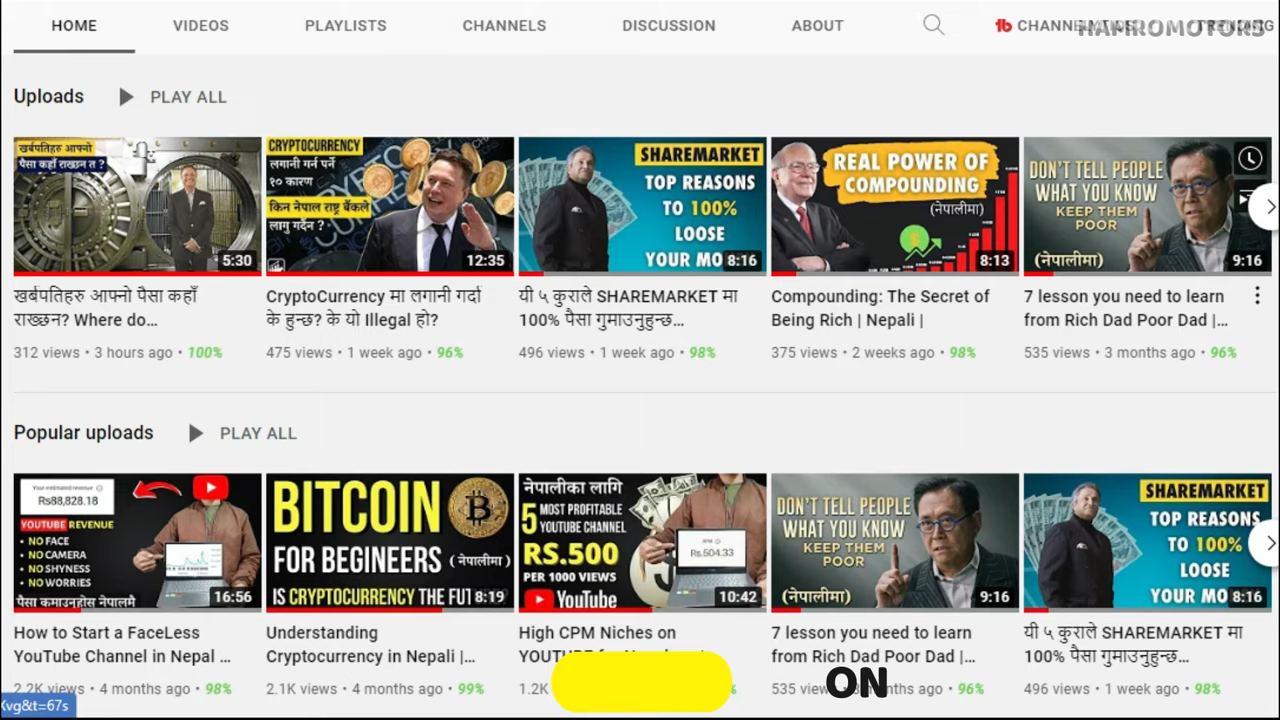 HOME VIDEOS PLAYLISTS CHANNELS DISCUSSION ABOUT
HAMROMOTORS
Uploads PLAY ALL
खर्बपतिहरु आफ्नो
पैसा कहाँ राख्छन त ?
5:30
CRYPTOCURRENCY
लगानी गर्न पर्ने
१० कारण
किन नेपाल राष्ट्र बैंकले
लागु गर्दैन ?
12:35
SHAREMARKET
TOP REASONS
TO 100%
LOOSE
YOUR MO
8:16
REAL POWER OF
COMPOUNDING
(नेपालीमा)
8:13
DON'T TELL PEOPLE
WHAT YOU KNOW
KEEP THEM
POOR
(नेपालीमा)
9:16
खर्बपतिहरु आफ्नो पैसा कहाँ
राख्छन? Where do...
312 views • 3 hours ago • 100%
CryptoCurrency मा लगानी गर्दा
के हुन्छ? के यो Illegal हो?
475 views • 1 week ago • 96%
यी ५ कुराले SHAREMARKET मा
100% पैसा गुमाउनुहुन्छ...
496 views • 1 week ago • 98%
Compounding: The Secret of
Being Rich | Nepali |
375 views • 2 weeks ago • 98%
7 lesson you need to learn
from Rich Dad Poor Dad |...
535 views • 3 months ago • 96%
Popular uploads PLAY ALL
Your estimated revenue
Rs88,828.18
YOUTUBE REVENUE
• NO FACE
• NO CAMERA
• NO SHYNESS
• NO WORRIES
पैसा कमाउनुहोस नेपालमै
16:56
BITCOIN
FOR BEGINEERS (नेपालीमा)
IS CRYPTOCURRENCY THE FUT
8:19
नेपालीका लागि
5 MOST PROFITABLE
YOUTUBE CHANNEL
RS.500
PER 1000 VIEWS
YouTube
Rs.504.33
10:42
DON'T TELL PEOPLE
WHAT YOU KNOW
KEEP THEM
POOR
(नेपालीमा)
9:16
SHAREMARKET
TOP REASONS
TO 100%
LOOSE
YOUR MO
8:16
How to Start a FaceLess
YouTube Channel in Nepal ...
2.2K views • 4 months ago • 98%
Understanding
Cryptocurrency in Nepali |...
2.1K views • 4 months ago • 99%
High CPM Niches on
1.2K
7 lesson you need to learn
from Rich Dad Poor Dad |...
535 ago • 96%
यी ५ कुराले SHAREMARKET मा
100% पैसा गुमाउनुहुन्छ...
496 views • 1 week ago • 98%
ON
Xvg&t=67s